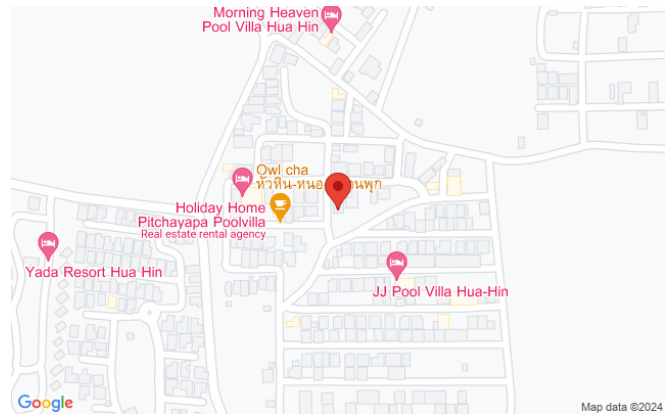 Morning Heaven
Pool Villa Hua Hin
Owl cha
Holiday Home
Pitchayapa Poolvilla
Real estate rental agency
Yada Resort Hua Hin
JJ Pool Villa Hua-Hin
Google
Map data ©2024